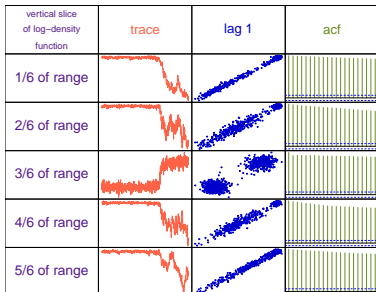 vertical slice
of log−density
function
trace
lag 1
acf
1/6 of range
2/6 of range
3/6 of range
4/6 of range
5/6 of range